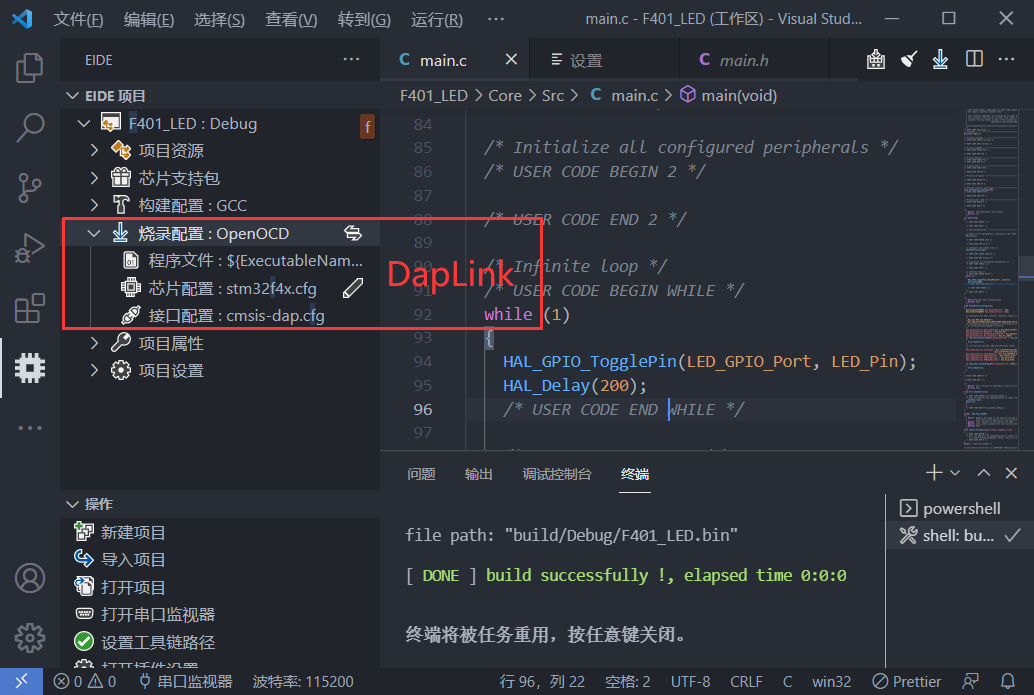 文件(F) 编辑(E) 选择(S) 查看(V) 转到(G) 运行(R) ··· main.c - F401_LED (工作区) - Visual Stud...
EIDE ···
EIDE 项目
F401_LED : Debug f
项目资源
芯片支持包
构建配置 : GCC
烧录配置 : OpenOCD
程序文件 : ${ExecutableNam...
芯片配置 : stm32f4x.cfg
接口配置 : cmsis-dap.cfg
项目属性
项目设置
DapLink
操作
新建项目
导入项目
打开项目
打开串口监视器
设置工具链路径
打开插件设置
C main.c 设置 C main.h
F401_LED > Core > Src > C main.c > main(void)
84
85 /* Initialize all configured peripherals */
86 /* USER CODE BEGIN 2 */
87
88 /* USER CODE END 2 */
89
90 /* Infinite loop */
91 /* USER CODE BEGIN WHILE */
92 while (1)
93 {
94 HAL_GPIO_TogglePin(LED_GPIO_Port, LED_Pin);
95 HAL_Delay(200);
96 /* USER CODE END WHILE */
97
问题 输出 调试控制台 终端
file path: "build/Debug/F401_LED.bin"
[ DONE ] build successfully !, elapsed time 0:0:0
终端将被任务重用，按任意键关闭。
powershell
shell: bu...
0 0 串口监视器 波特率: 115200 行 96，列 22 空格: 2 UTF-8 CRLF C win32 Prettier